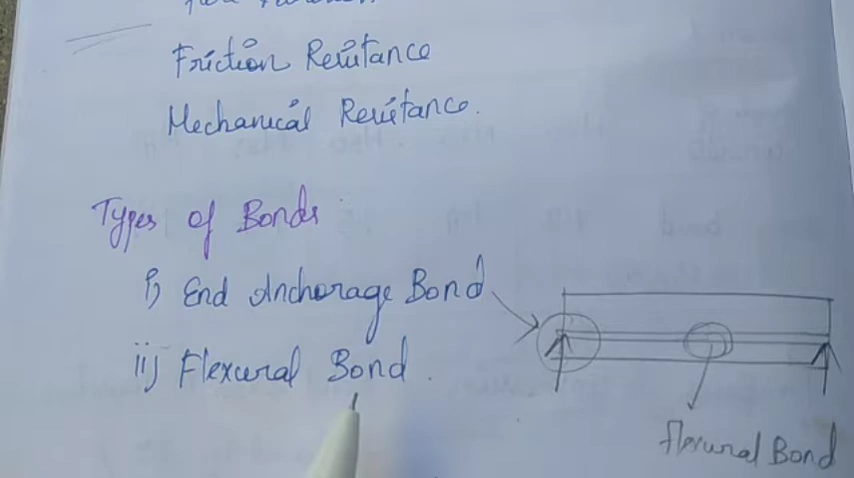 Friction Resistance
Mechanical Resistance.
Types of Bonds
i) End Anchorage Bond
ii) Flexural Bond.
Flexural Bond